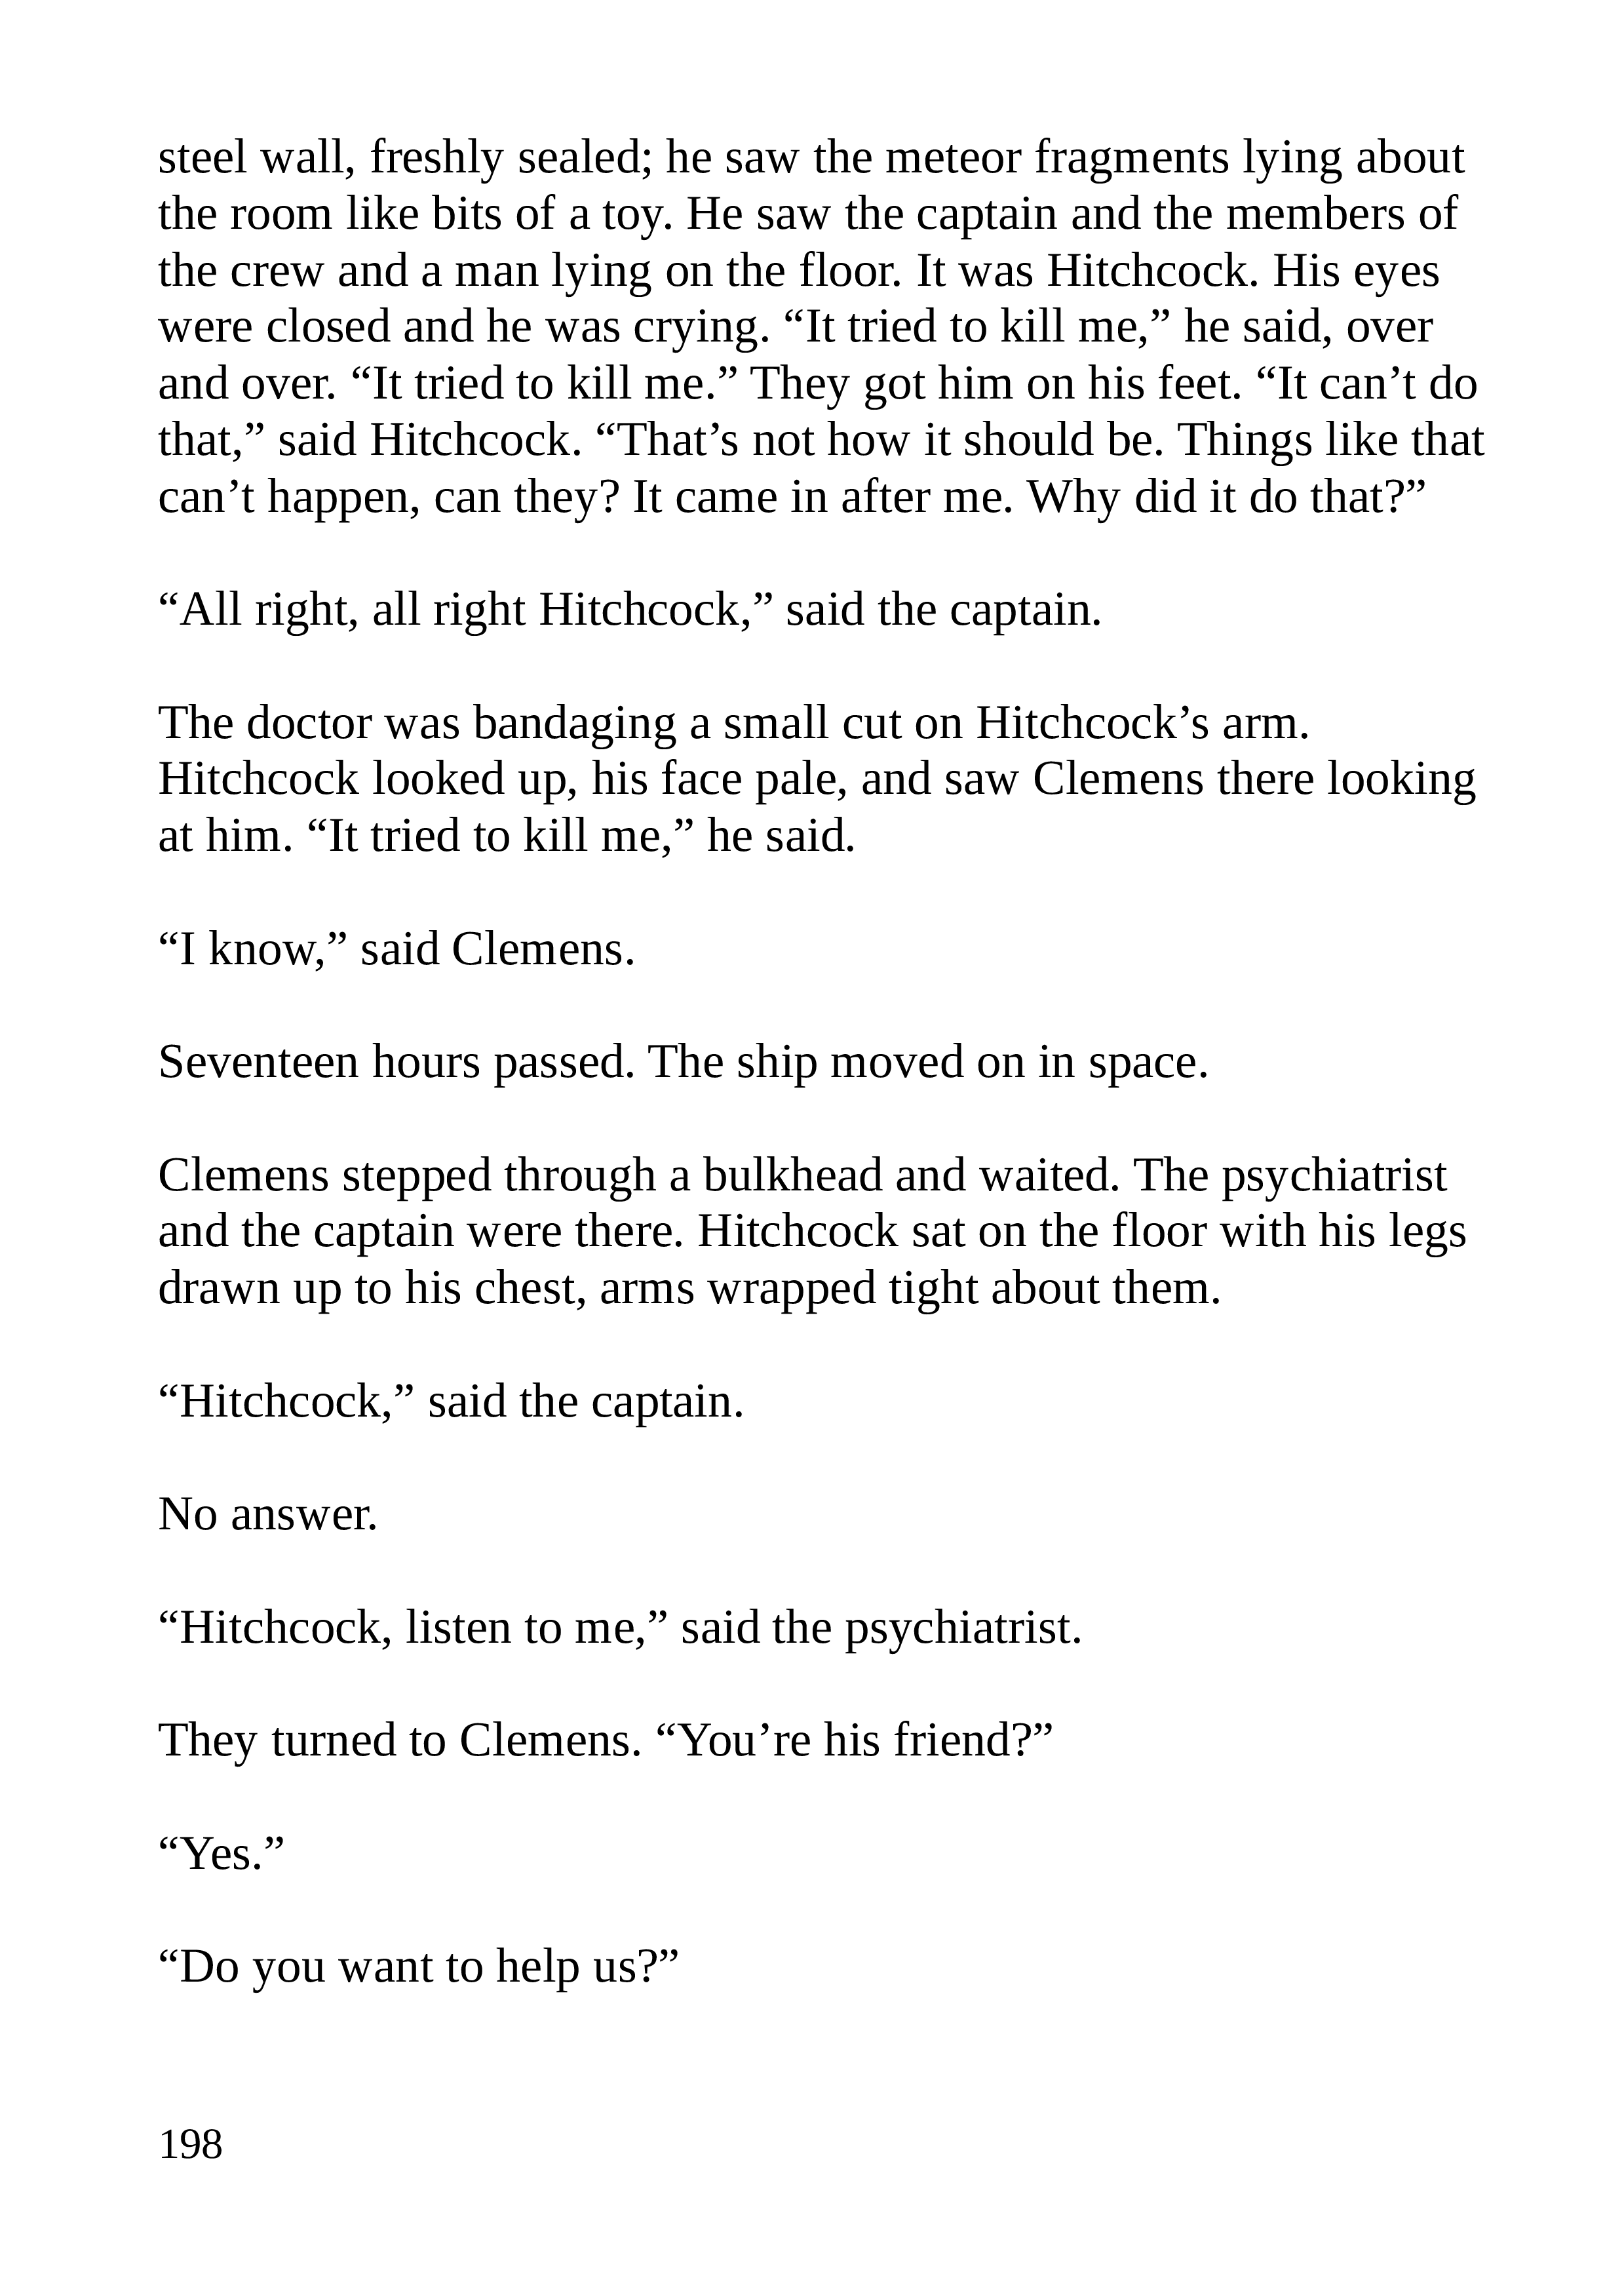 steel wall, freshly sealed; he saw the meteor fragments lying about
the room like bits of a toy. He saw the captain and the members of
the crew and a man lying on the floor. It was Hitchcock. His eyes
were closed and he was crying. “It tried to kill me,” he said, over
and over. “It tried to kill me.” They got him on his feet. “It can’t do
that,” said Hitchcock. “That’s not how it should be. Things like that
can’t happen, can they? It came in after me. Why did it do that?”
“All right, all right Hitchcock,” said the captain.
The doctor was bandaging a small cut on Hitchcock’s arm.
Hitchcock looked up, his face pale, and saw Clemens there looking
at him. “It tried to kill me,” he said.
“I know,” said Clemens.
Seventeen hours passed. The ship moved on in space.
Clemens stepped through a bulkhead and waited. The psychiatrist
and the captain were there. Hitchcock sat on the floor with his legs
drawn up to his chest, arms wrapped tight about them.
“Hitchcock,” said the captain.
No answer.
“Hitchcock, listen to me,” said the psychiatrist.
They turned to Clemens. “You’re his friend?”
“Yes.”
“Do you want to help us?”
198